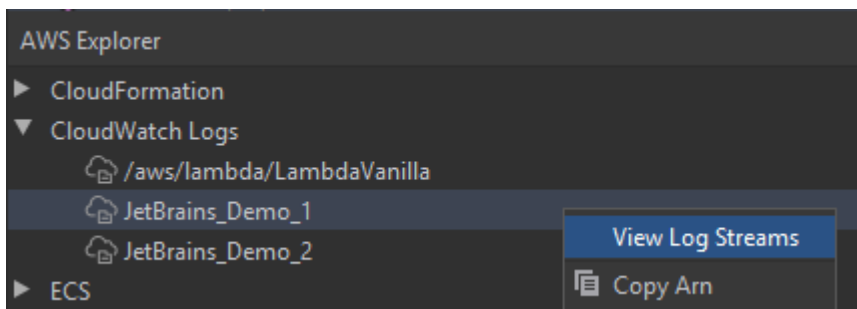 AWS Explorer
CloudFormation
CloudWatch Logs
/aws/lambda/LambdaVanilla
JetBrains_Demo_1
View Log Streams
JetBrains_Demo_2
Copy Arn
ECS